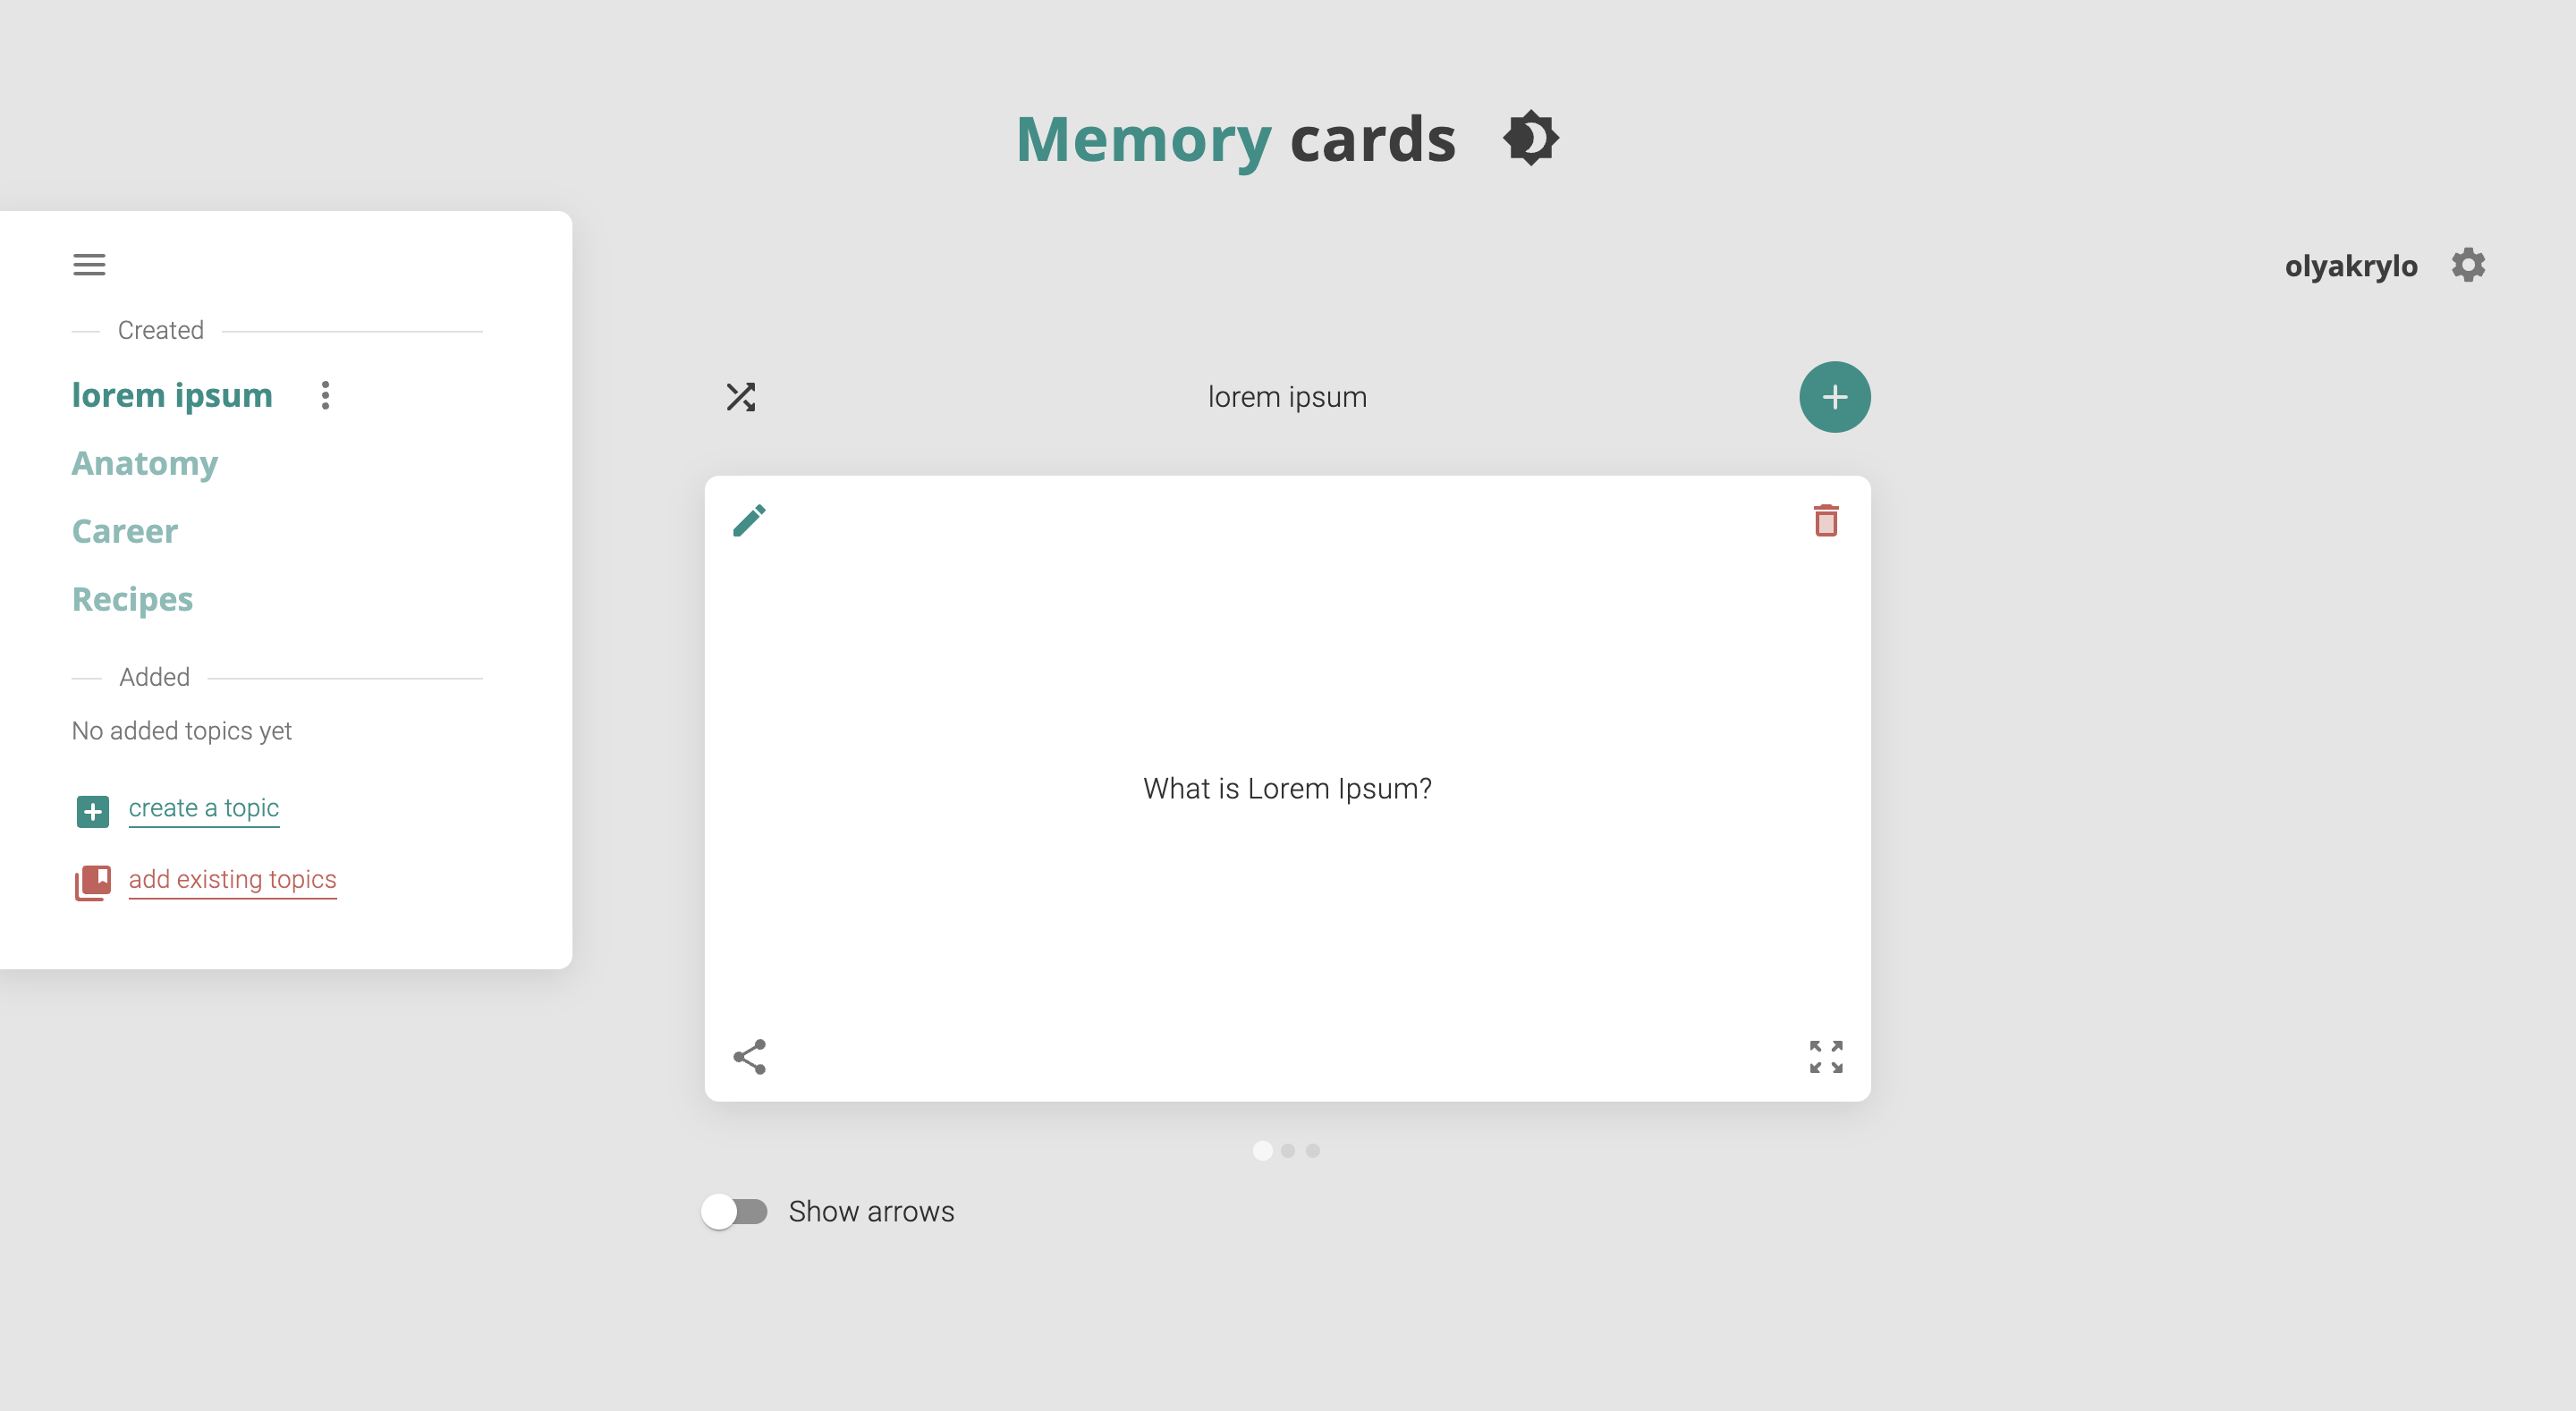 Memory cards
olyakrylo
Created
lorem ipsum
Anatomy
Career
Recipes
Added
No added topics yet
create a topic
add existing topics
lorem ipsum
What is Lorem Ipsum?
Show arrows